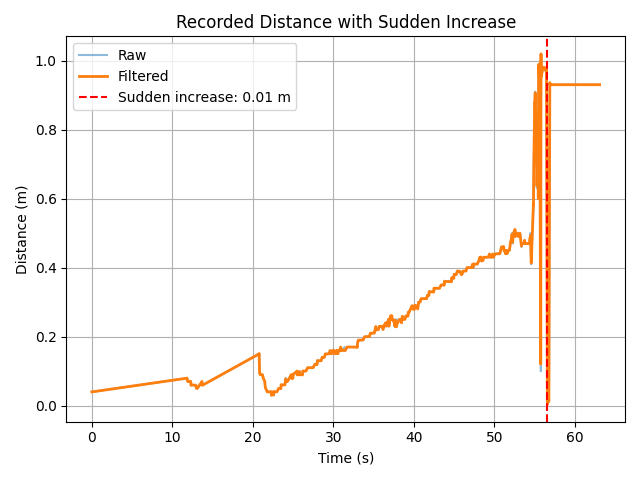 Recorded Distance with Sudden Increase
Raw
Filtered
Sudden increase: 0.01 m
Distance (m)
1.0
0.8
0.6
0.4
0.2
0.0
0 10 20 30 40 50 60
Time (s)